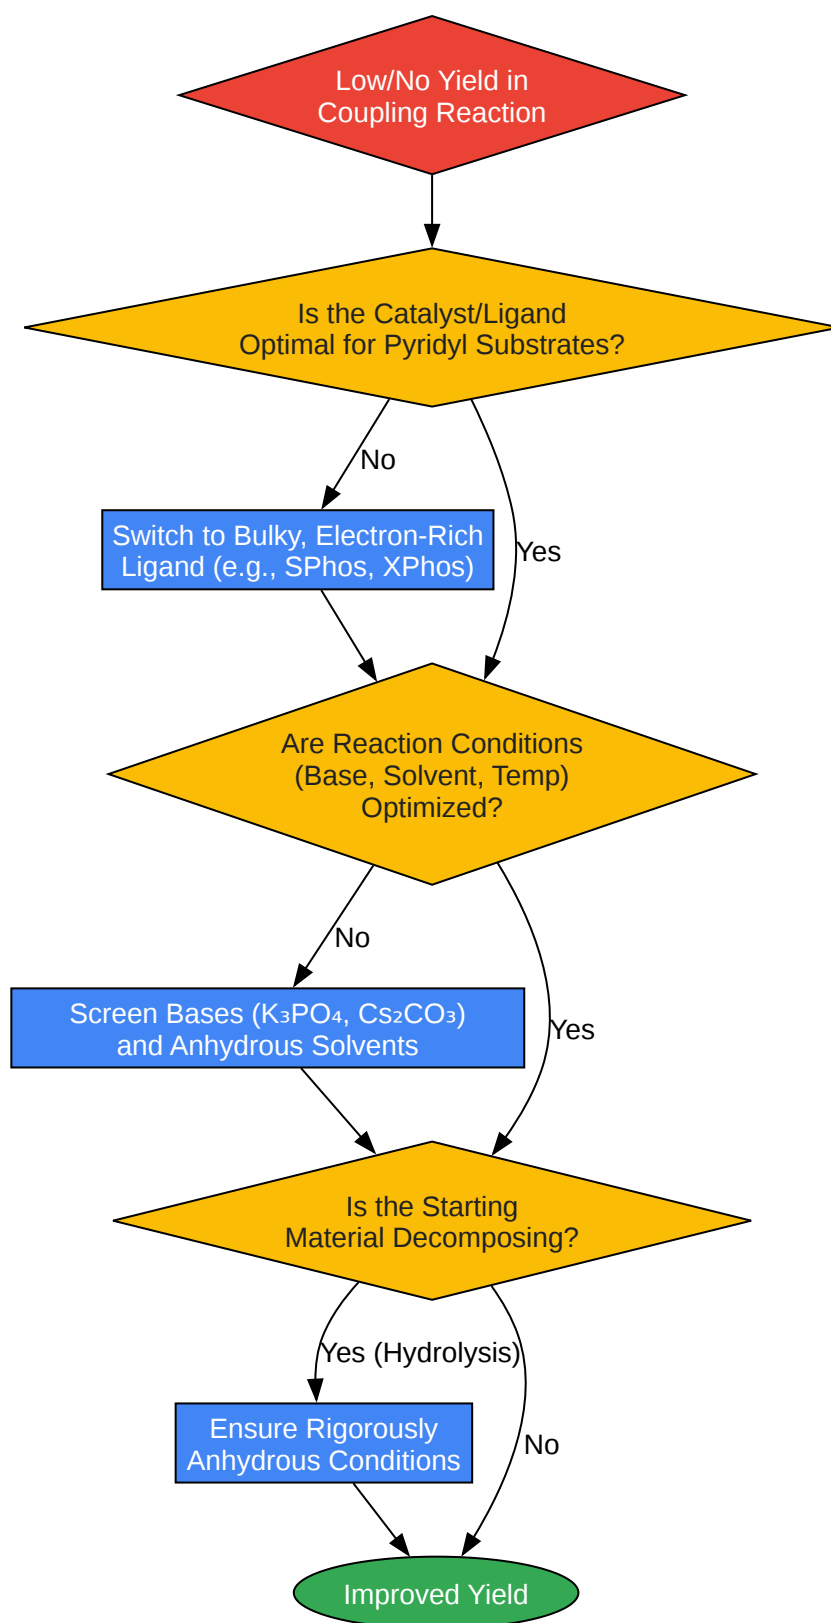 Low/No Yield in
Coupling Reaction
Is the Catalyst/Ligand
Optimal for Pyridyl Substrates?
No
Switch to Bulky, Electron-Rich
Ligand (e.g., SPhos, XPhos)
Yes
Are Reaction Conditions
(Base, Solvent, Temp)
Optimized?
No
Screen Bases (K₃PO₄, Cs₂CO₃)
and Anhydrous Solvents
Yes
Is the Starting
Material Decomposing?
Yes (Hydrolysis)
Ensure Rigorously
Anhydrous Conditions
No
Improved Yield